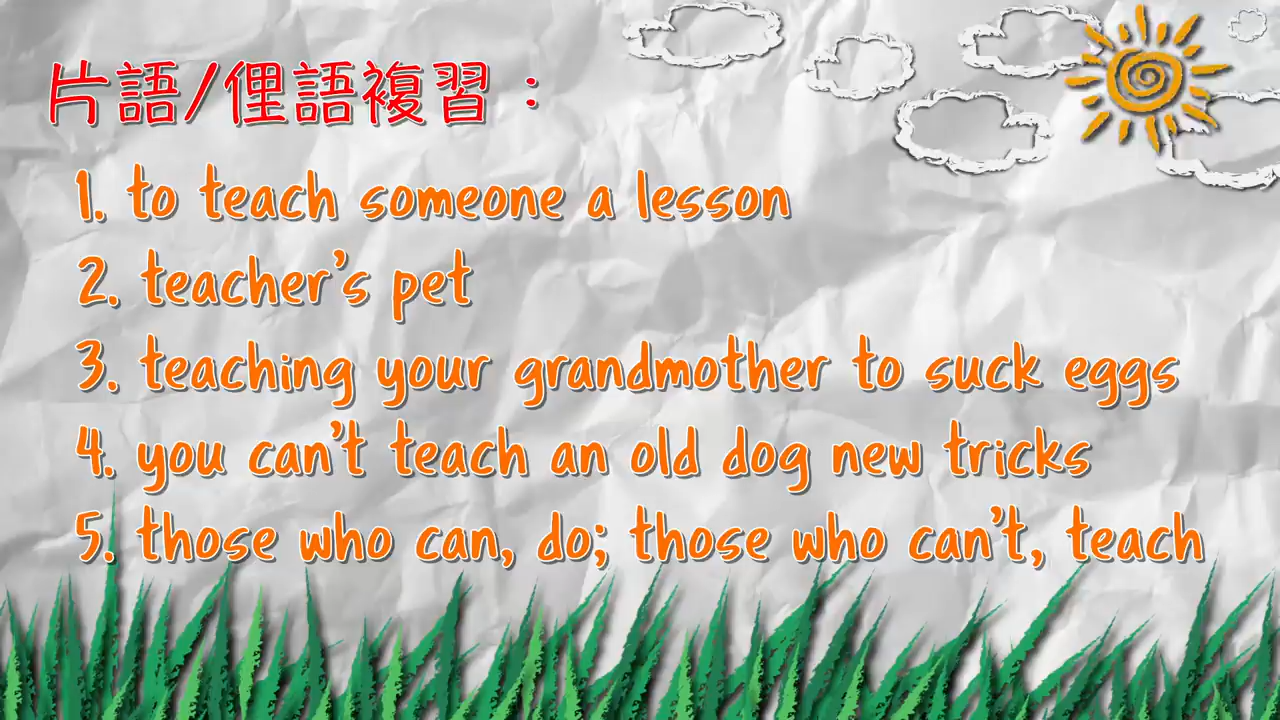 片語/俚語複習：
1. to teach someone a lesson
2. teacher's pet
3. teaching your grandmother to suck eggs
4. you can't teach an old dog new tricks
5. those who can, do; those who can't, teach